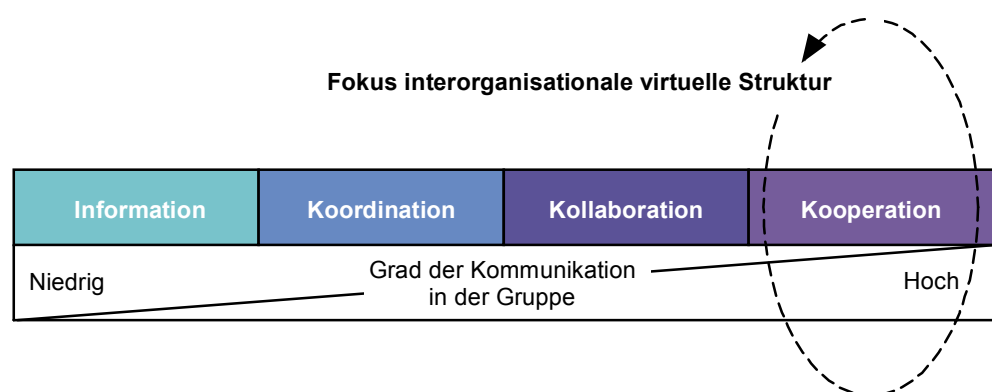 Fokus interorganisationale virtuelle Struktur
Information
Koordination
Kollaboration
Kooperation
Niedrig
Grad der Kommunikation
in der Gruppe
Hoch